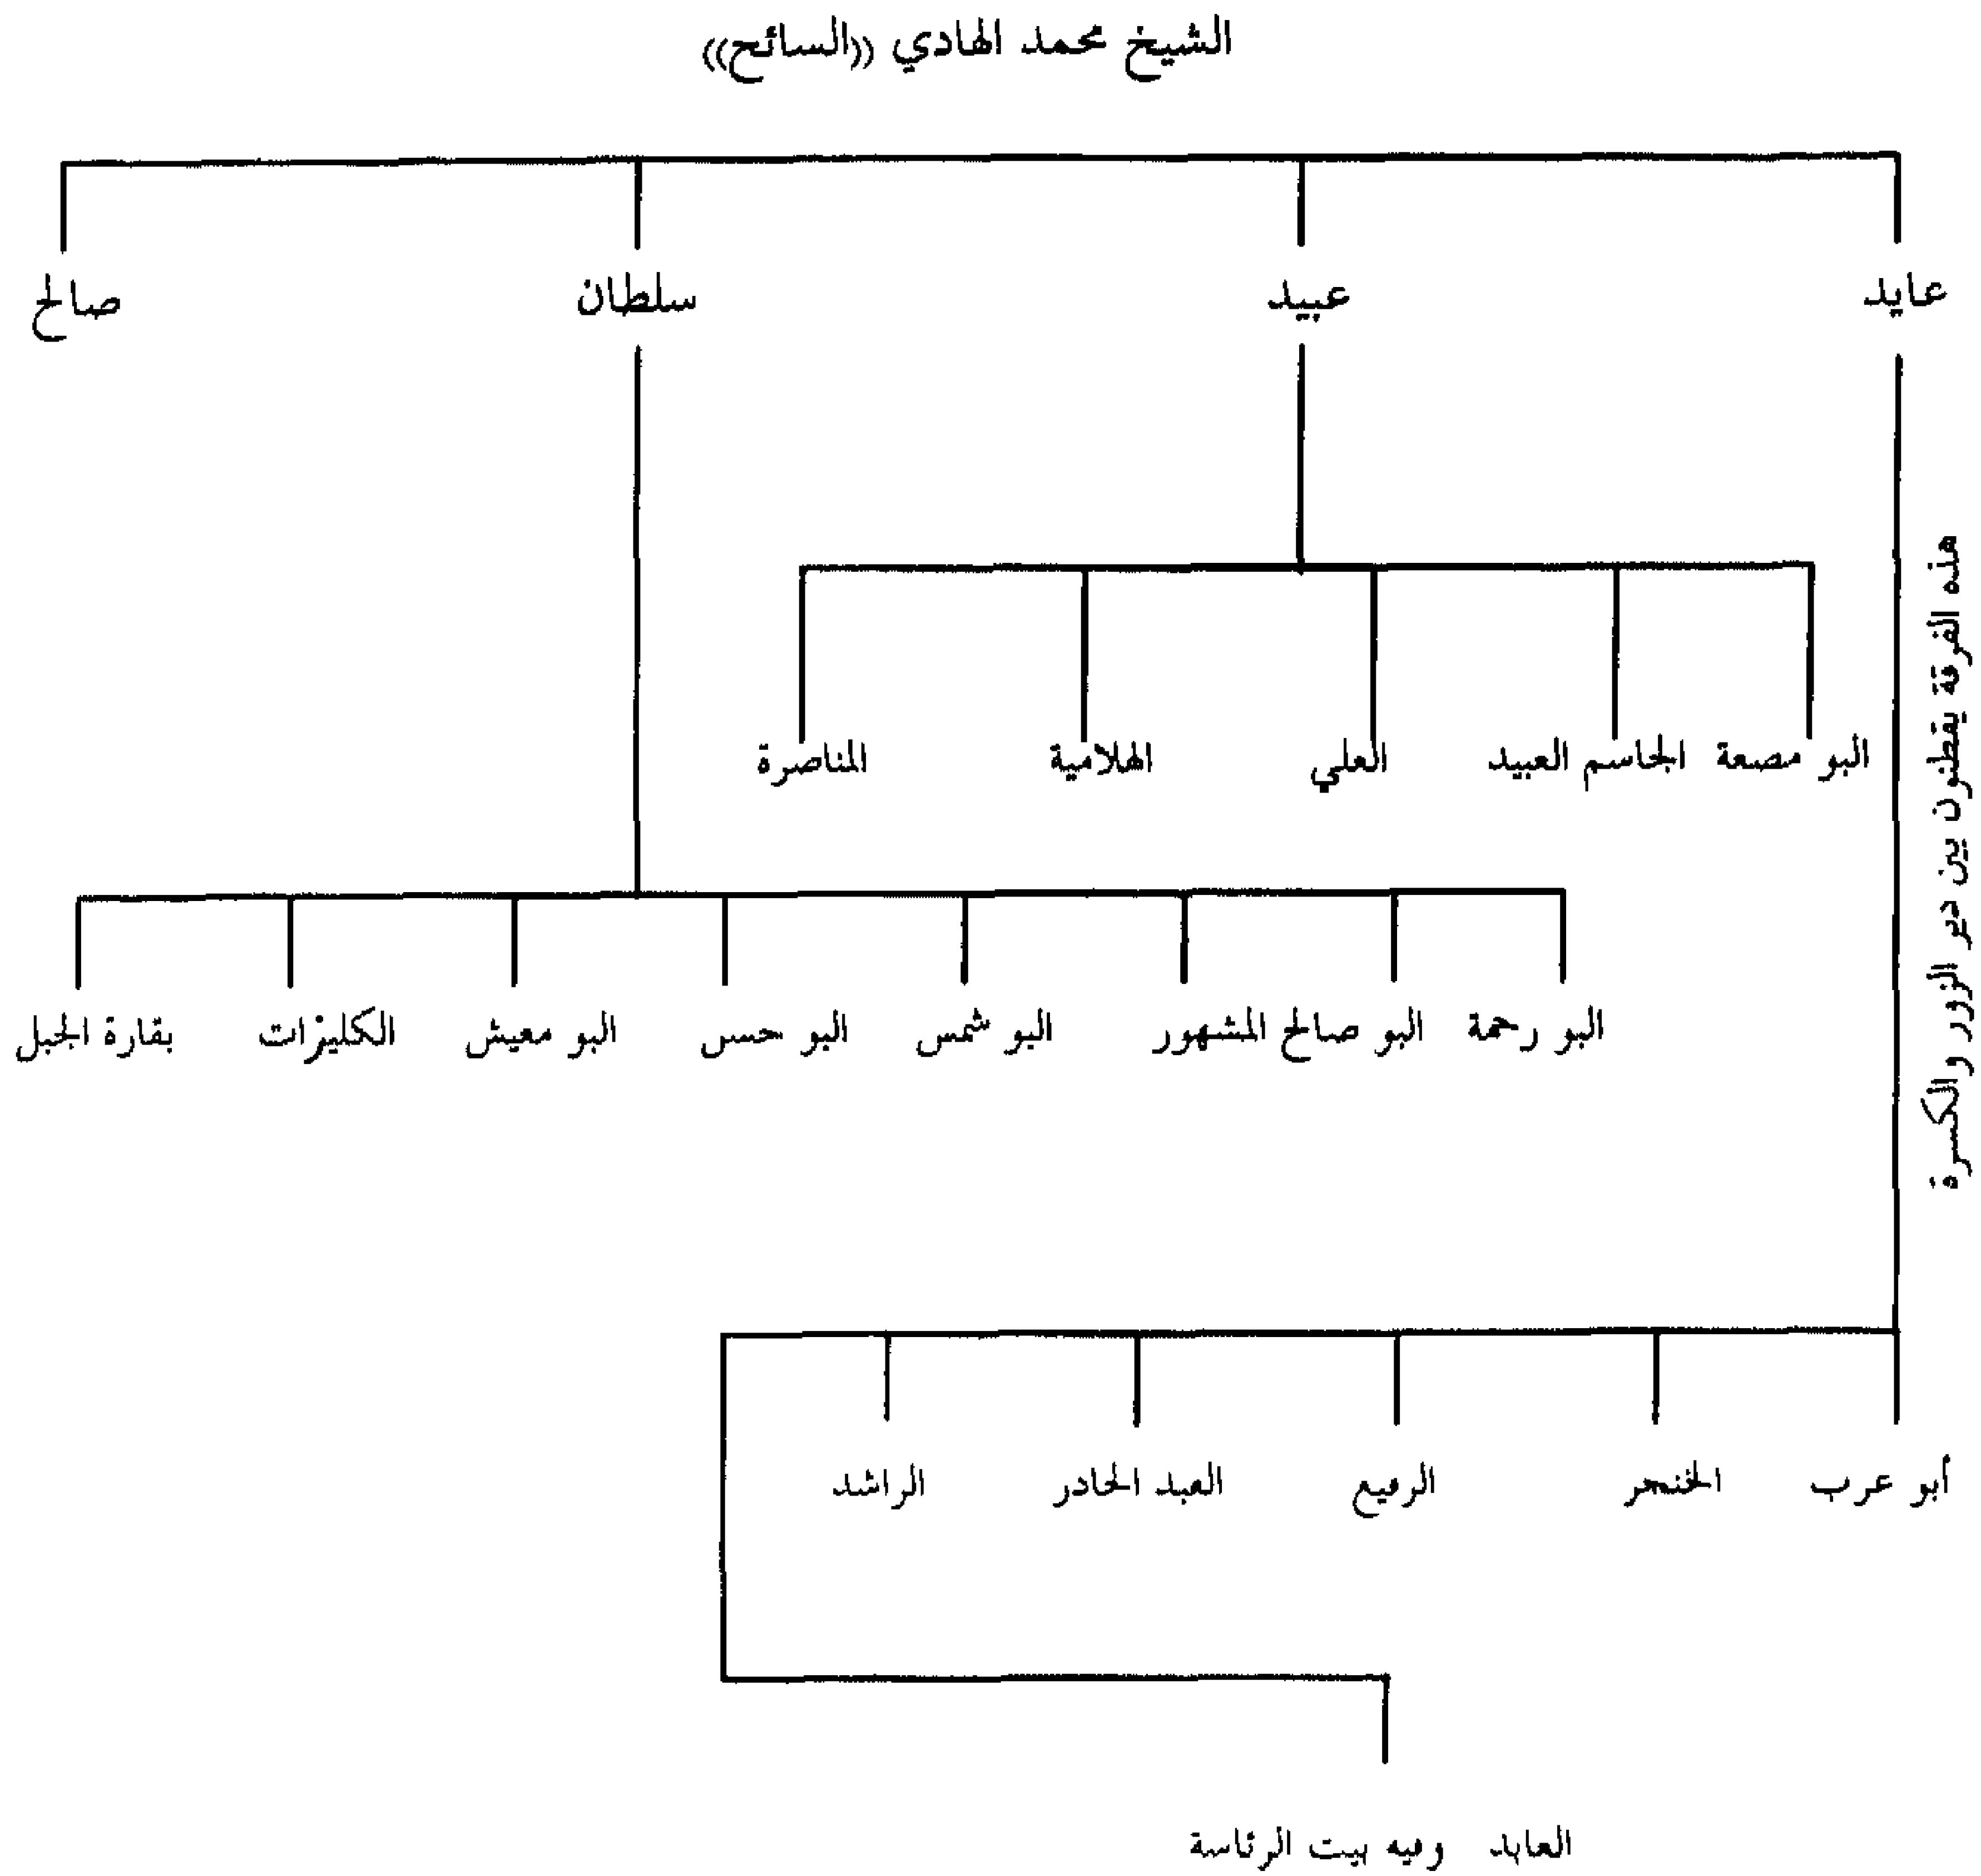 الشيخ محمد الهادي ((السائح))
عايد
عبيد
سلطان
صالح
البو مصعة
الجاسم العبيد
العلي
الهلامية
المناصرة
هذه الفرقة يقطنون بين دير الزور والكسرة
البو رحمة
البو صالح
المشهور
البو شمس
البو حسن
البو معيش
الكليزات
بقارة الجبل
أبو عرب
الخنجر
الرفيع
العبد الجادر
الراشد
العابد وفيه بيت الرئاسة